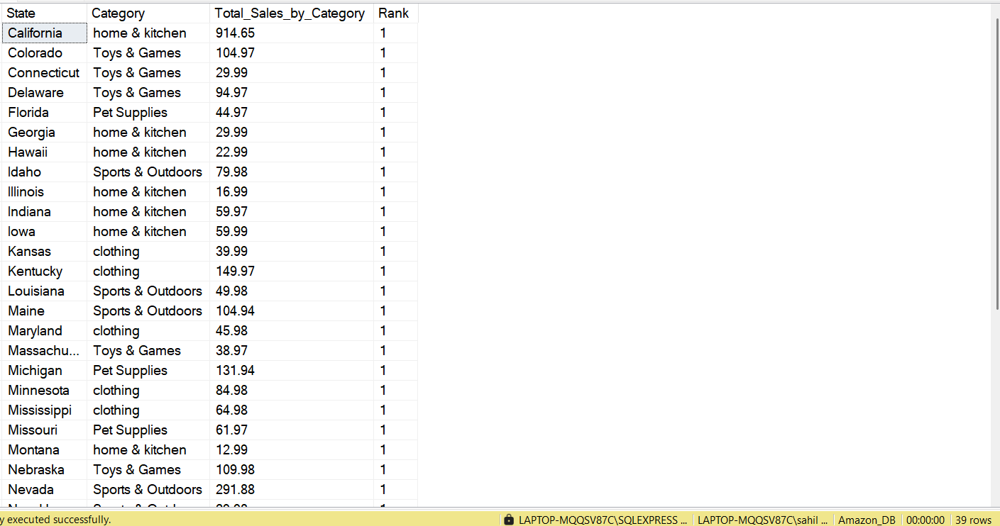 State Category Total_Sales_by_Category Rank
California home & kitchen 914.65 1
Colorado Toys & Games 104.97 1
Connecticut Toys & Games 29.99 1
Delaware Toys & Games 94.97 1
Florida Pet Supplies 44.97 1
Georgia home & kitchen 29.99 1
Hawaii home & kitchen 22.99 1
Idaho Sports & Outdoors 79.98 1
Illinois home & kitchen 16.99 1
Indiana home & kitchen 59.97 1
Iowa home & kitchen 59.99 1
Kansas clothing 39.99 1
Kentucky clothing 149.97 1
Louisiana Sports & Outdoors 49.98 1
Maine Sports & Outdoors 104.94 1
Maryland clothing 45.98 1
Massachu... Toys & Games 38.97 1
Michigan Pet Supplies 131.94 1
Minnesota clothing 84.98 1
Mississippi clothing 64.98 1
Missouri Pet Supplies 61.97 1
Montana home & kitchen 12.99 1
Nebraska Toys & Games 109.98 1
Nevada Sports & Outdoors 291.88 1
y executed successfully. LAPTOP-MQQSV87C\SQLEXPRESS ... LAPTOP-MQQSV87C\sahil ... Amazon_DB 00:00:00 39 rows